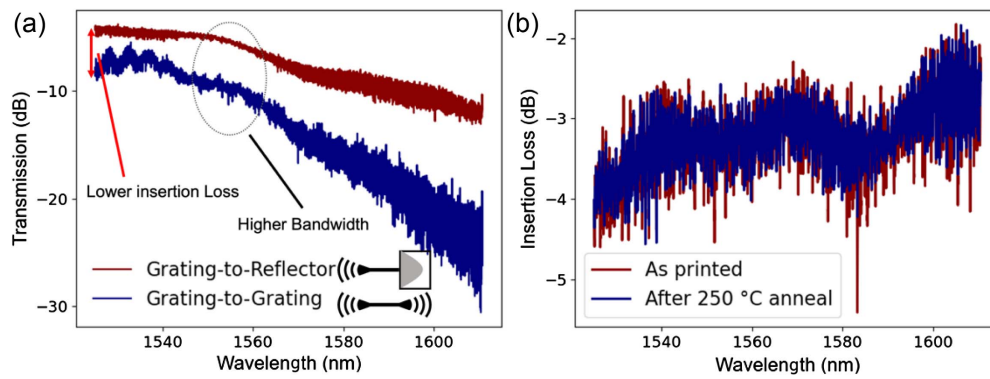 (a)
Transmission (dB)
−10
−20
−30
Lower insertion Loss
Higher Bandwidth
Grating-to-Reflector
Grating-to-Grating
1540
1560
1580
1600
Wavelength (nm)
(b)
Insertion Loss (dB)
−2
−3
−4
−5
As printed
After 250 °C anneal
1540
1560
1580
1600
Wavelength (nm)